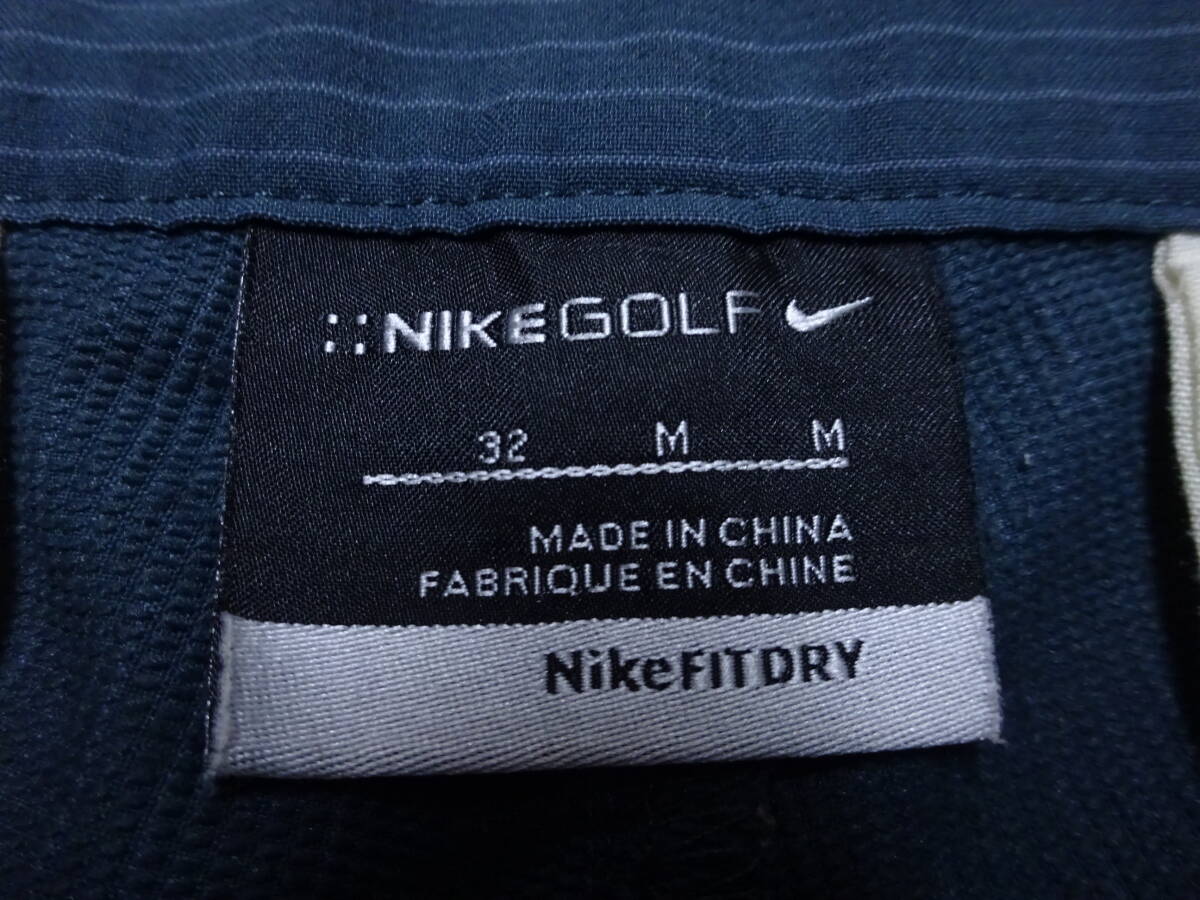 ::NIKEGOLF
32 M M
MADE IN CHINA
FABRIQUE EN CHINE
NikeFITDRY